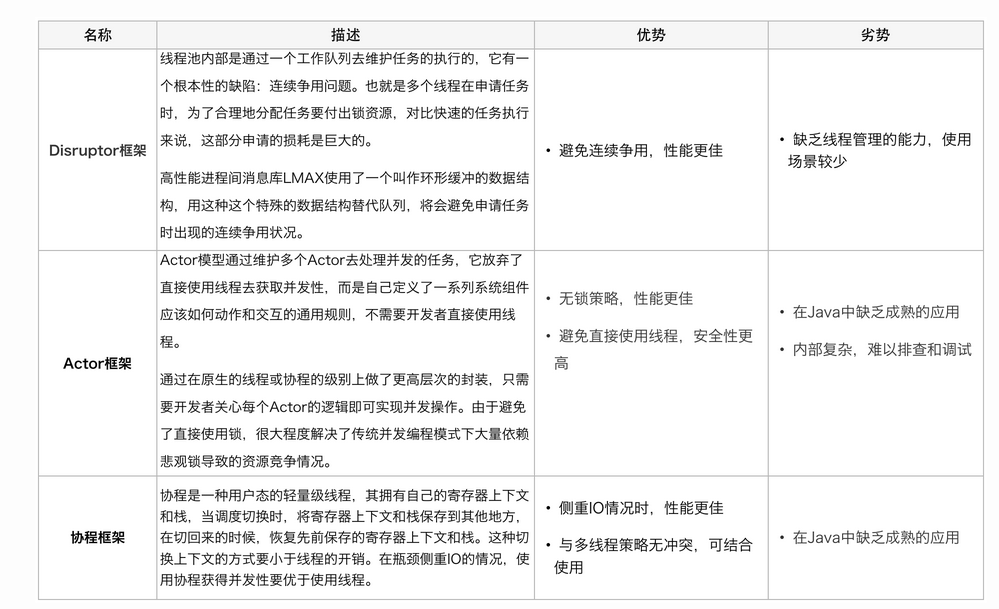 名称
描述
优势
劣势
Disruptor框架
线程池内部是通过一个工作队列去维护任务的执行的，它有一
个根本性的缺陷：连续争用问题。也就是多个线程在申请任务
时，为了合理地分配任务要付出锁资源，对比快速的任务执行
来说，这部分申请的损耗是巨大的。
高性能进程间消息库LMAX使用了一个叫作环形缓冲的数据结
构，用这种这个特殊的数据结构替代队列，将会避免申请任务
时出现的连续争用状况。
• 避免连续争用，性能更佳
• 缺乏线程管理的能力，使用
场景较少
Actor框架
Actor模型通过维护多个Actor去处理并发的任务，它放弃了
直接使用线程去获取并发性，而是自己定义了一系列系统组件
应该如何动作和交互的通用规则，不需要开发者直接使用线
程。
通过在原生的线程或协程的级别上做了更高层次的封装，只需
要开发者关心每个Actor的逻辑即可实现并发操作。由于避免
了直接使用锁，很大程度解决了传统并发编程模式下大量依赖
悲观锁导致的资源竞争情况。
• 无锁策略，性能更佳
• 避免直接使用线程，安全性更
高
• 在Java中缺乏成熟的应用
• 内部复杂，难以排查和调试
协程框架
协程是一种用户态的轻量级线程，其拥有自己的寄存器上下文
和栈，当调度切换时，将寄存器上下文和栈保存到其他地方，
在切回来的时候，恢复先前保存的寄存器上下文和栈。这种切
换上下文的方式要小于线程的开销。在瓶颈侧重IO的情况，使
用协程获得并发性要优于使用线程。
• 侧重IO情况时，性能更佳
• 与多线程策略无冲突，可结合
使用
• 在Java中缺乏成熟的应用